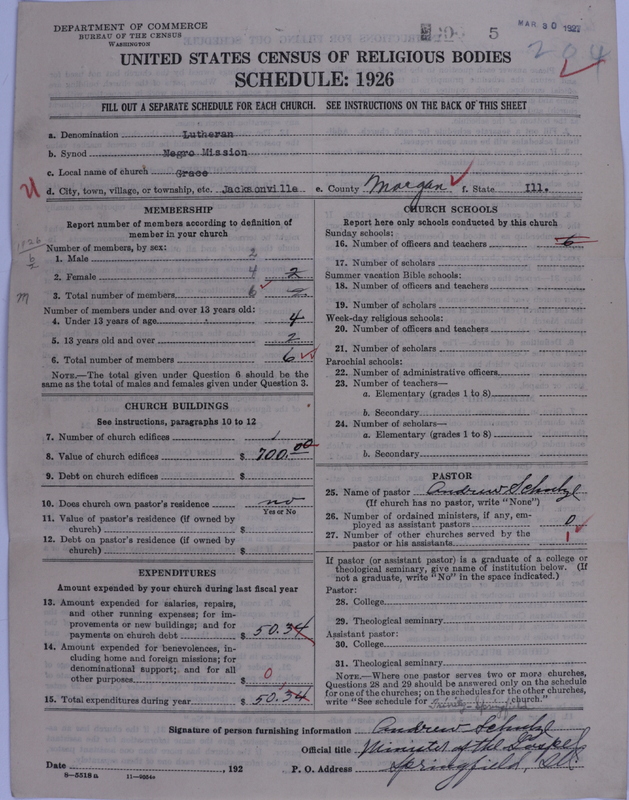 DEPARTMENT OF COMMERCE
BUREAU OF THE CENSUS
WASHINGTON
5
MAR 30 1927
204
UNITED STATES CENSUS OF RELIGIOUS BODIES
SCHEDULE: 1926
FILL OUT A SEPARATE SCHEDULE FOR EACH CHURCH. SEE INSTRUCTIONS ON THE BACK OF THIS SHEET
a. Denomination Lutheran
b. Synod Negro Mission
c. Local name of church Grace
d. City, town, village, or township, etc. Jacksonville e. County Morgan f. State Ill.
MEMBERSHIP
Report number of members according to definition of
member in your church
Number of members, by sex:
1. Male 2
2. Female 4 2
3. Total number of members 6 2
Number of members under and over 13 years old:
4. Under 13 years of age 4
5. 13 years old and over 2
6. Total number of members 6
NOTE.—The total given under Question 6 should be the
same as the total of males and females given under Question 3.
1926
6
2
M
CHURCH BUILDINGS
See instructions, paragraphs 10 to 12
7. Number of church edifices 1
8. Value of church edifices $ 700.00
9. Debt on church edifices $
10. Does church own pastor's residence no
Yes or No
11. Value of pastor's residence (if owned by
church) $
12. Debt on pastor's residence (if owned by
church) $
EXPENDITURES
Amount expended by your church during last fiscal year
13. Amount expended for salaries, repairs,
and other running expenses; for im-
provements or new buildings; and for
payments on church debt $ 50.34
14. Amount expended for benevolences, in-
cluding home and foreign missions; for
denominational support; and for all
other purposes $ 0
15. Total expenditures during year $ 50.34
CHURCH SCHOOLS
Report here only schools conducted by this church
Sunday schools:
16. Number of officers and teachers 6
17. Number of scholars
Summer vacation Bible schools:
18. Number of officers and teachers
19. Number of scholars
Week-day religious schools:
20. Number of officers and teachers
21. Number of scholars
Parochial schools:
22. Number of administrative officers
23. Number of teachers—
a. Elementary (grades 1 to 8)
b. Secondary
24. Number of scholars—
a. Elementary (grades 1 to 8)
b. Secondary
PASTOR
25. Name of pastor Andrew Schulze
(If church has no pastor, write "None")
26. Number of ordained ministers, if any, em-
ployed as assistant pastors 0
27. Number of other churches served by the
pastor or his assistants 1
If pastor (or assistant pastor) is a graduate of a college or
theological seminary, give name of institution below. (If
not a graduate, write "No" in the space indicated.)
Pastor:
28. College
29. Theological seminary
Assistant pastor:
30. College
31. Theological seminary
NOTE.—Where one pastor serves two or more churches,
Questions 28 and 29 should be answered only on the schedule
for one of the churches; on the schedules for the other churches,
write "See schedule for Trinity Springfield church."
Signature of person furnishing information Andrew Schulze
Official title Minister of the Gospel
Date , 192 P. O. Address Springfield, Ill
8—5518a 11—9054c